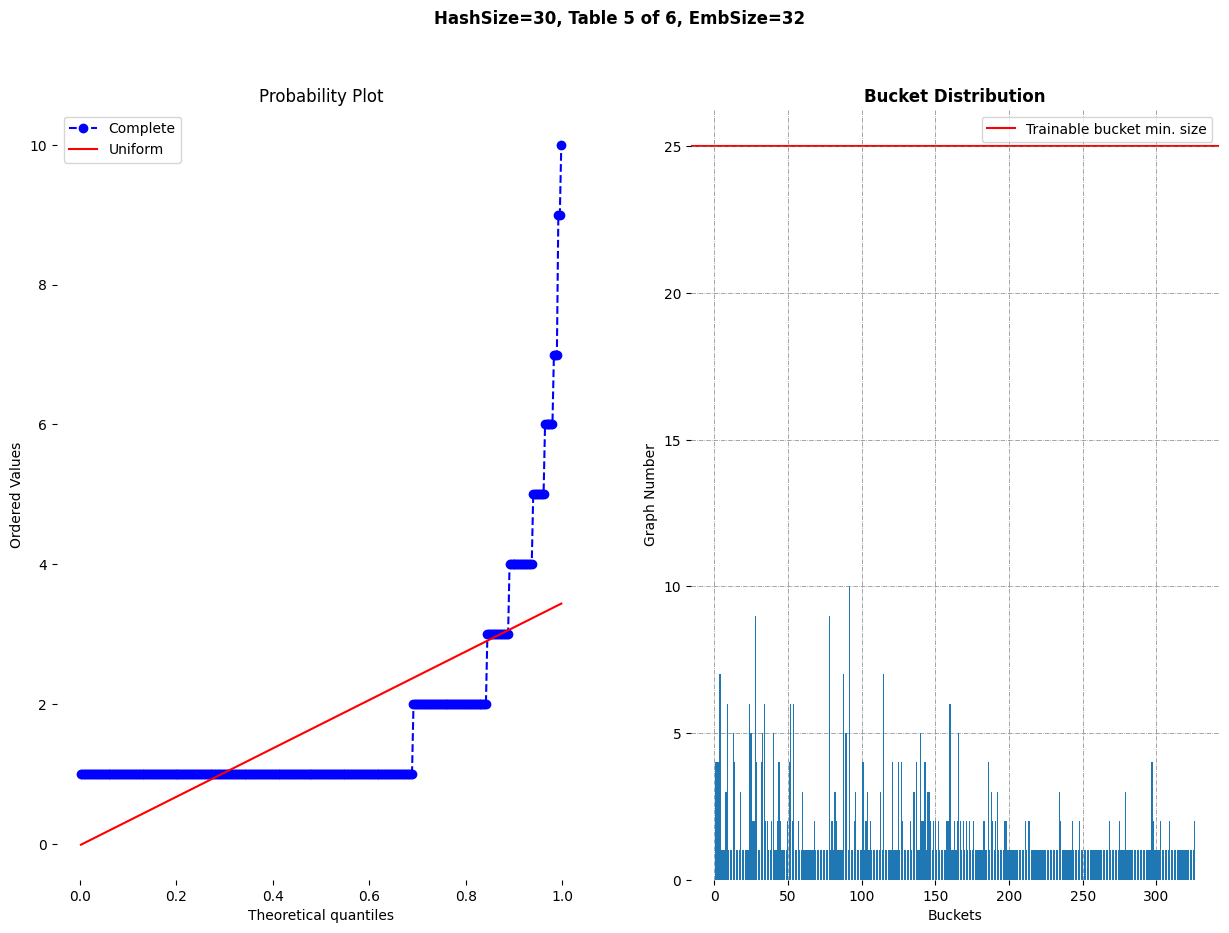 HashSize=30, Table 5 of 6, EmbSize=32
Probability Plot
Complete
Uniform
10
8
6
4
2
0
Ordered Values
0.0 0.2 0.4 0.6 0.8 1.0
Theoretical quantiles
Bucket Distribution
Trainable bucket min. size
25
20
15
10
5
0
Graph Number
0 50 100 150 200 250 300
Buckets